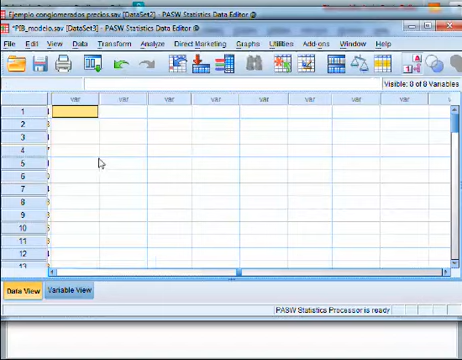 Ejemplo conglomerados precios.sav [DataSet2] - PASW Statistics Data Editor
*PIB_modelo.sav [DataSet3] - PASW Statistics Data Editor
File Edit View Data Transform Analyze Direct Marketing Graphs Utilities Add-ons Window Help
Visible: 8 of 8 Variables
var var var var var var var var
1
2
3
4
5
6
7
8
9
10
11
12
13
Data View Variable View
PASW Statistics Processor is ready